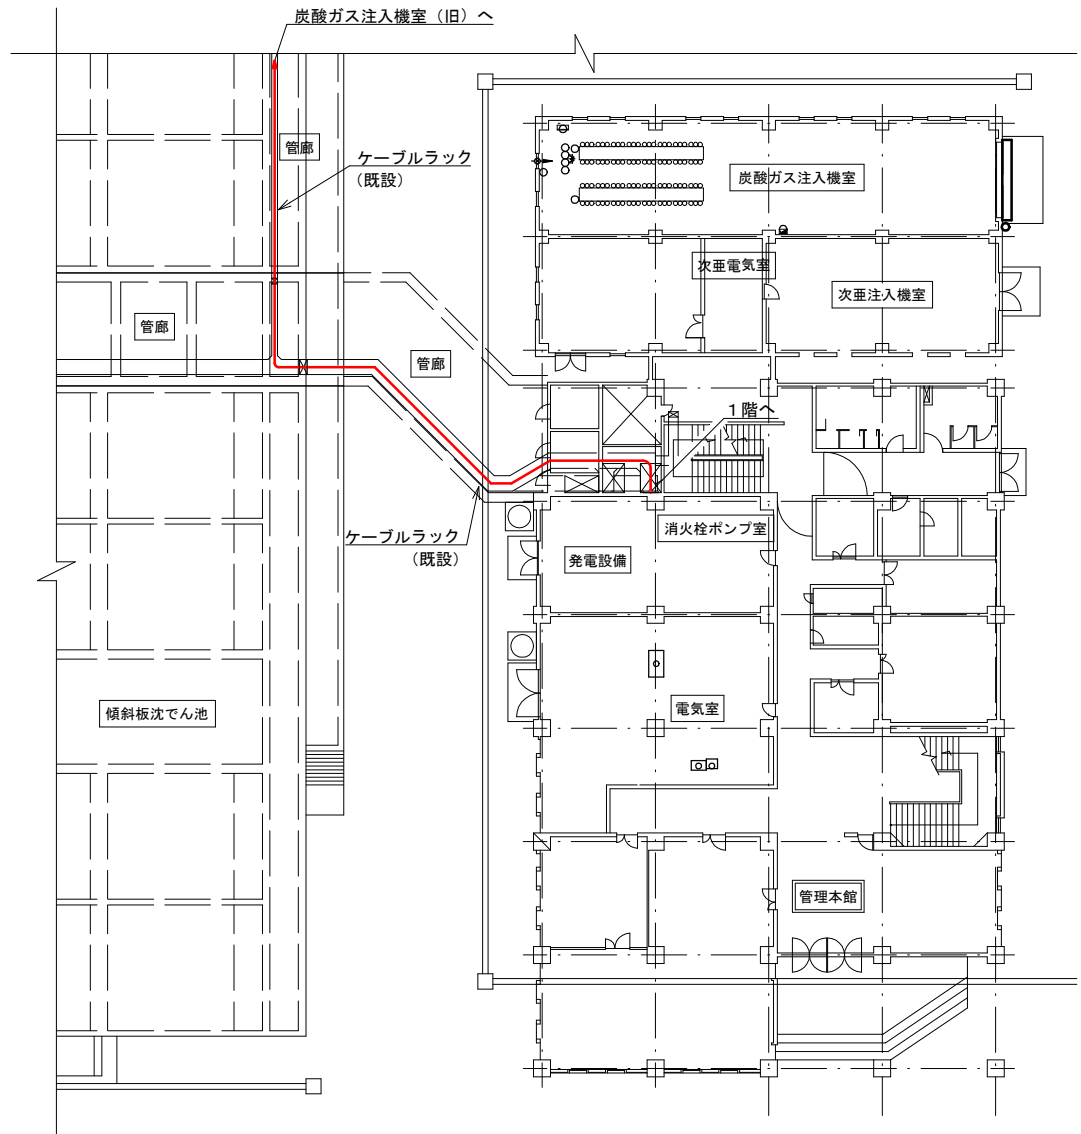 炭酸ガス注入機室（旧）へ
管廊
ケーブルラック
（既設）
炭酸ガス注入機室
次亜電気室
次亜注入機室
管廊
管廊
１階へ
消火栓ポンプ室
ケーブルラック
（既設）
発電設備
電気室
傾斜板沈でん池
管理本館